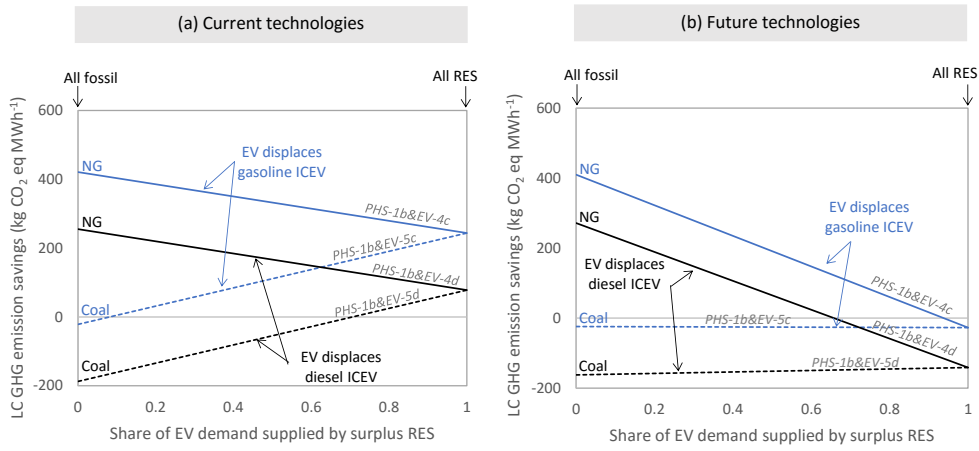 (a) Current technologies
All fossil
All RES
LC GHG emission savings (kg CO2 eq MWh-1)
600
400
200
0
-200
NG
NG
Coal
Coal
EV displaces
gasoline ICEV
PHS-1b&EV-4c
PHS-1b&EV-5c
PHS-1b&EV-4d
PHS-1b&EV-5d
EV displaces
diesel ICEV
0
0.2
0.4
0.6
0.8
1
Share of EV demand supplied by surplus RES
(b) Future technologies
All fossil
All RES
LC GHG emission savings (kg CO2 eq MWh-1)
600
400
200
0
-200
NG
NG
Coal
Coal
EV displaces
gasoline ICEV
EV displaces
diesel ICEV
PHS-1b&EV-4c
PHS-1b&EV-5c
PHS-1b&EV-4d
PHS-1b&EV-5d
0
0.2
0.4
0.6
0.8
1
Share of EV demand supplied by surplus RES